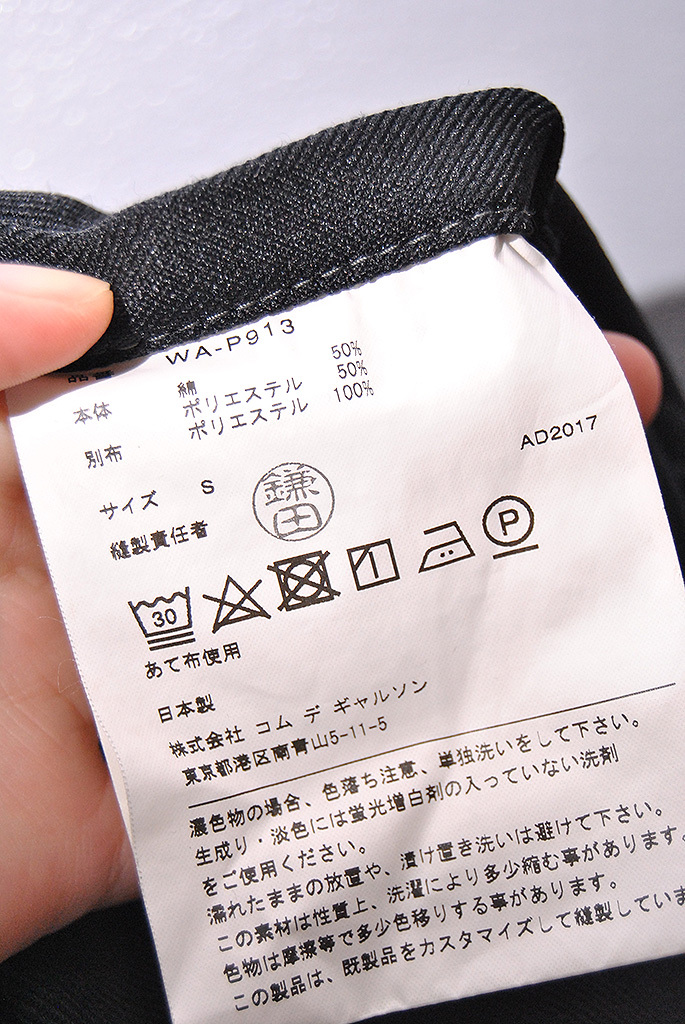 WA-P913
品質
本体 綿 50%
ポリエステル 50%
別布 ポリエステル 100%
AD2017
サイズ S
縫製責任者 鎌田
30 P
あて布使用
日本製
株式会社 コム デ ギャルソン
東京都港区南青山5-11-5
濃色物の場合、色落ち注意、単独洗いをして下さい。
生成り・淡色には蛍光増白剤の入っていない洗剤
をご使用ください。
濡れたままの放置や、漬け置き洗いは避けて下さい。
この素材は性質上、洗濯により多少縮む事があります。
色物は摩擦等で多少色移りする事があります。
この製品は、既製品をカスタマイズして縫製していま